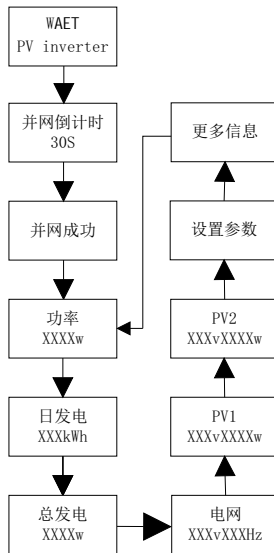 WAET
PV inverter
并网倒计时
30S
并网成功
功率
XXXXw
日发电
XXXkWh
总发电
XXXXw
电网
XXXvXXXHz
PV1
XXXvXXXXw
PV2
XXXvXXXXw
设置参数
更多信息